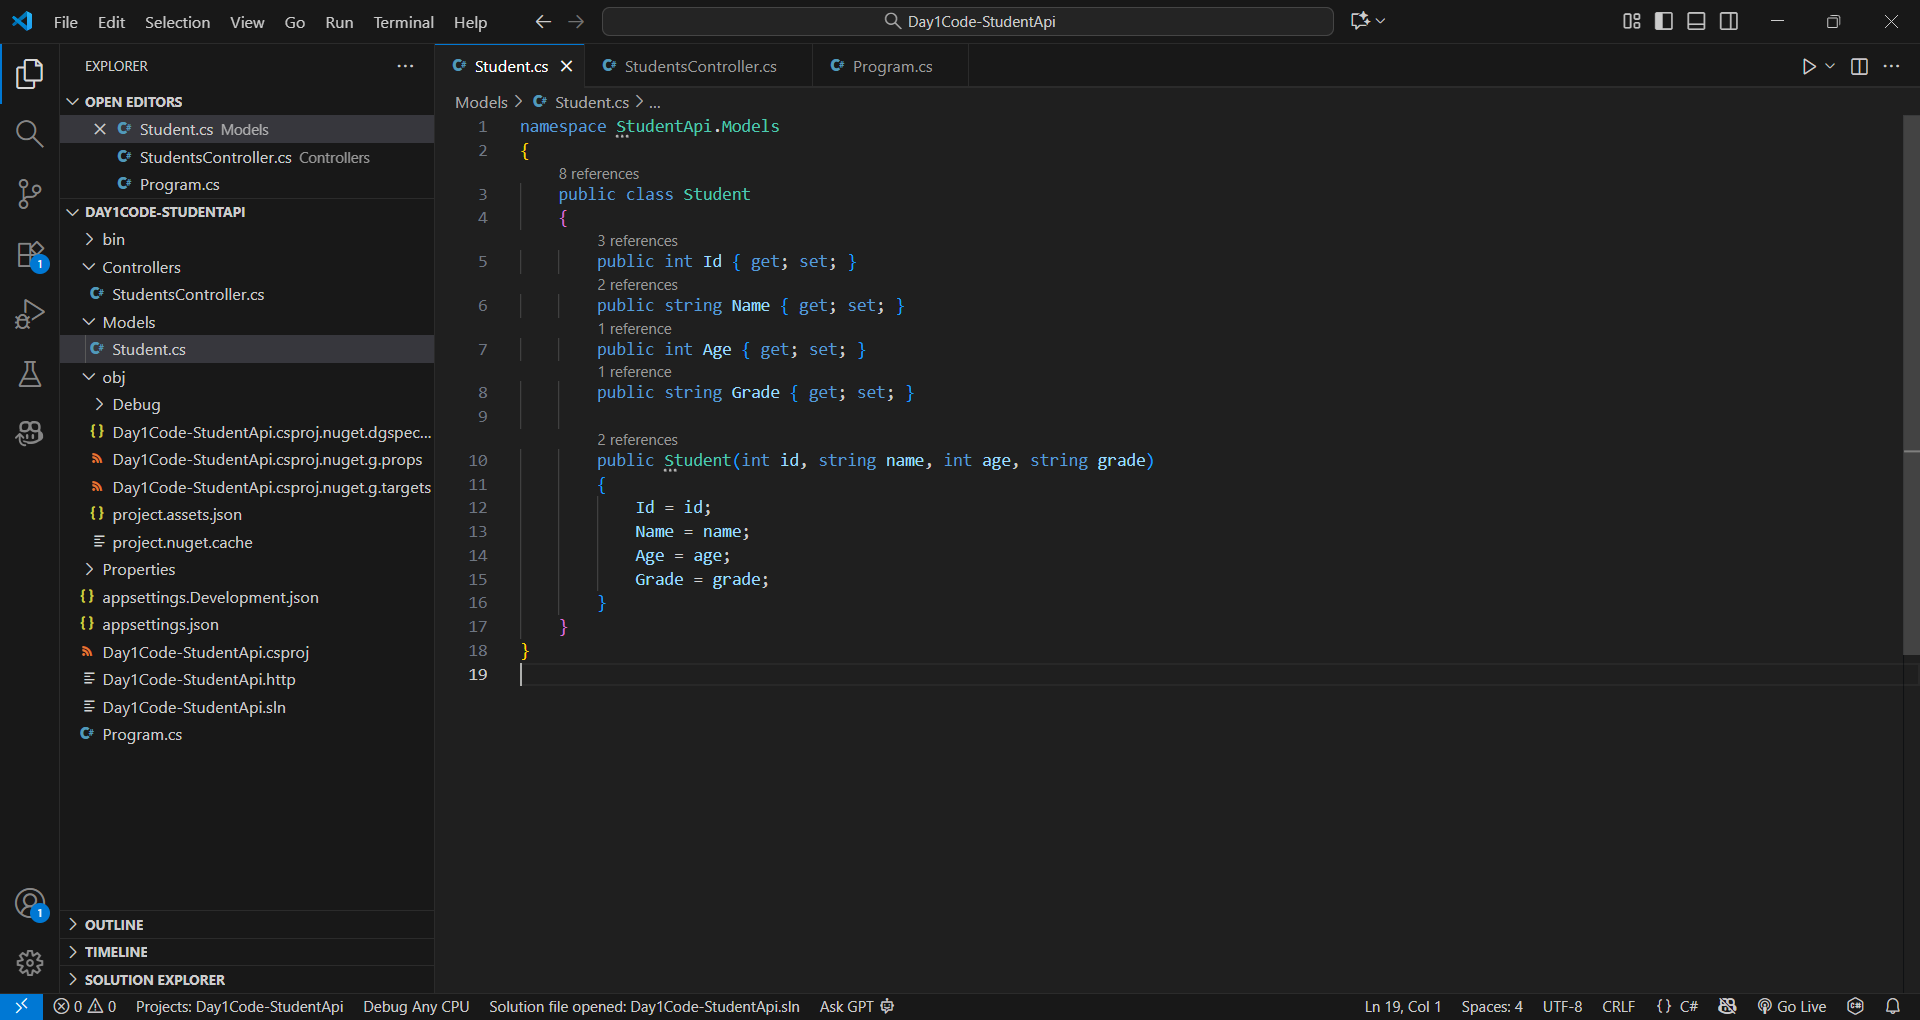 File Edit Selection View Go Run Terminal Help
Day1Code-StudentApi
EXPLORER
OPEN EDITORS
Student.cs Models
StudentsController.cs Controllers
Program.cs
DAY1CODE-STUDENTAPI
bin
Controllers
StudentsController.cs
Models
Student.cs
obj
Debug
Day1Code-StudentApi.csproj.nuget.dgspec...
Day1Code-StudentApi.csproj.nuget.g.props
Day1Code-StudentApi.csproj.nuget.g.targets
project.assets.json
project.nuget.cache
Properties
appsettings.Development.json
appsettings.json
Day1Code-StudentApi.csproj
Day1Code-StudentApi.http
Day1Code-StudentApi.sln
Program.cs
OUTLINE
TIMELINE
SOLUTION EXPLORER
1
1
Student.cs StudentsController.cs Program.cs
Models > Student.cs > ...
1 namespace StudentApi.Models
2 {
8 references
3 public class Student
4 {
3 references
5 public int Id { get; set; }
2 references
6 public string Name { get; set; }
1 reference
7 public int Age { get; set; }
1 reference
8 public string Grade { get; set; }
9
2 references
10 public Student(int id, string name, int age, string grade)
11 {
12 Id = id;
13 Name = name;
14 Age = age;
15 Grade = grade;
16 }
17 }
18 }
19
0 0 Projects: Day1Code-StudentApi Debug Any CPU Solution file opened: Day1Code-StudentApi.sln Ask GPT Ln 19, Col 1 Spaces: 4 UTF-8 CRLF {} C# Go Live